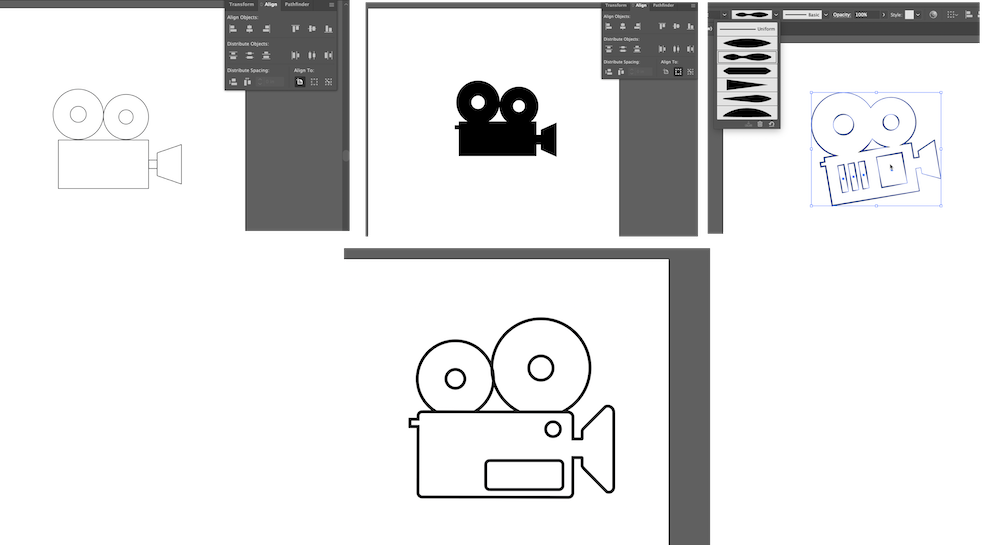 Transform Align Pathfinder
Align Objects:
Distribute Objects:
Distribute Spacing: Align To:
Transform Align Pathfinder
Align Objects:
Distribute Objects:
Distribute Spacing: Align To:
Basic Opacity: 100% Style:
Uniform